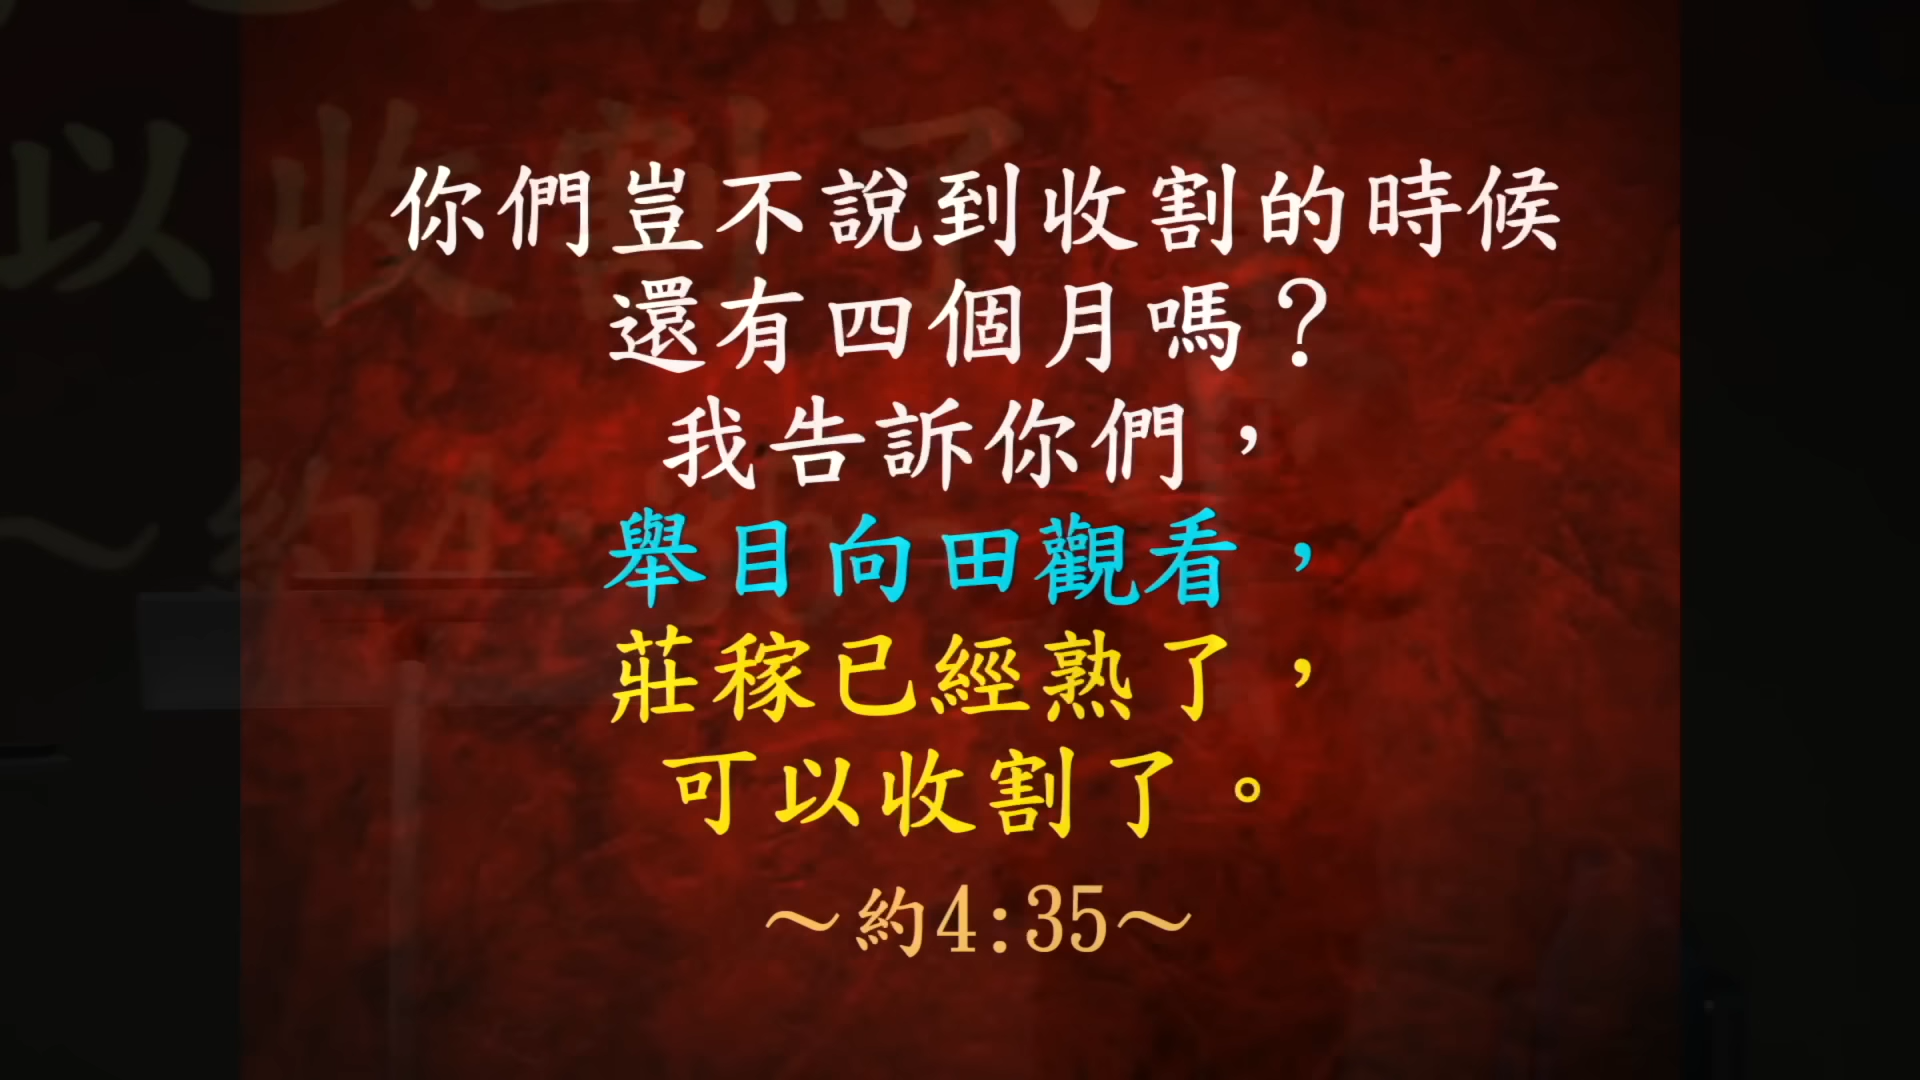 你們豈不說到收割的時候
還有四個月嗎？
我告訴你們，
舉目向田觀看，
莊稼已經熟了，
可以收割了。
～約4:35～